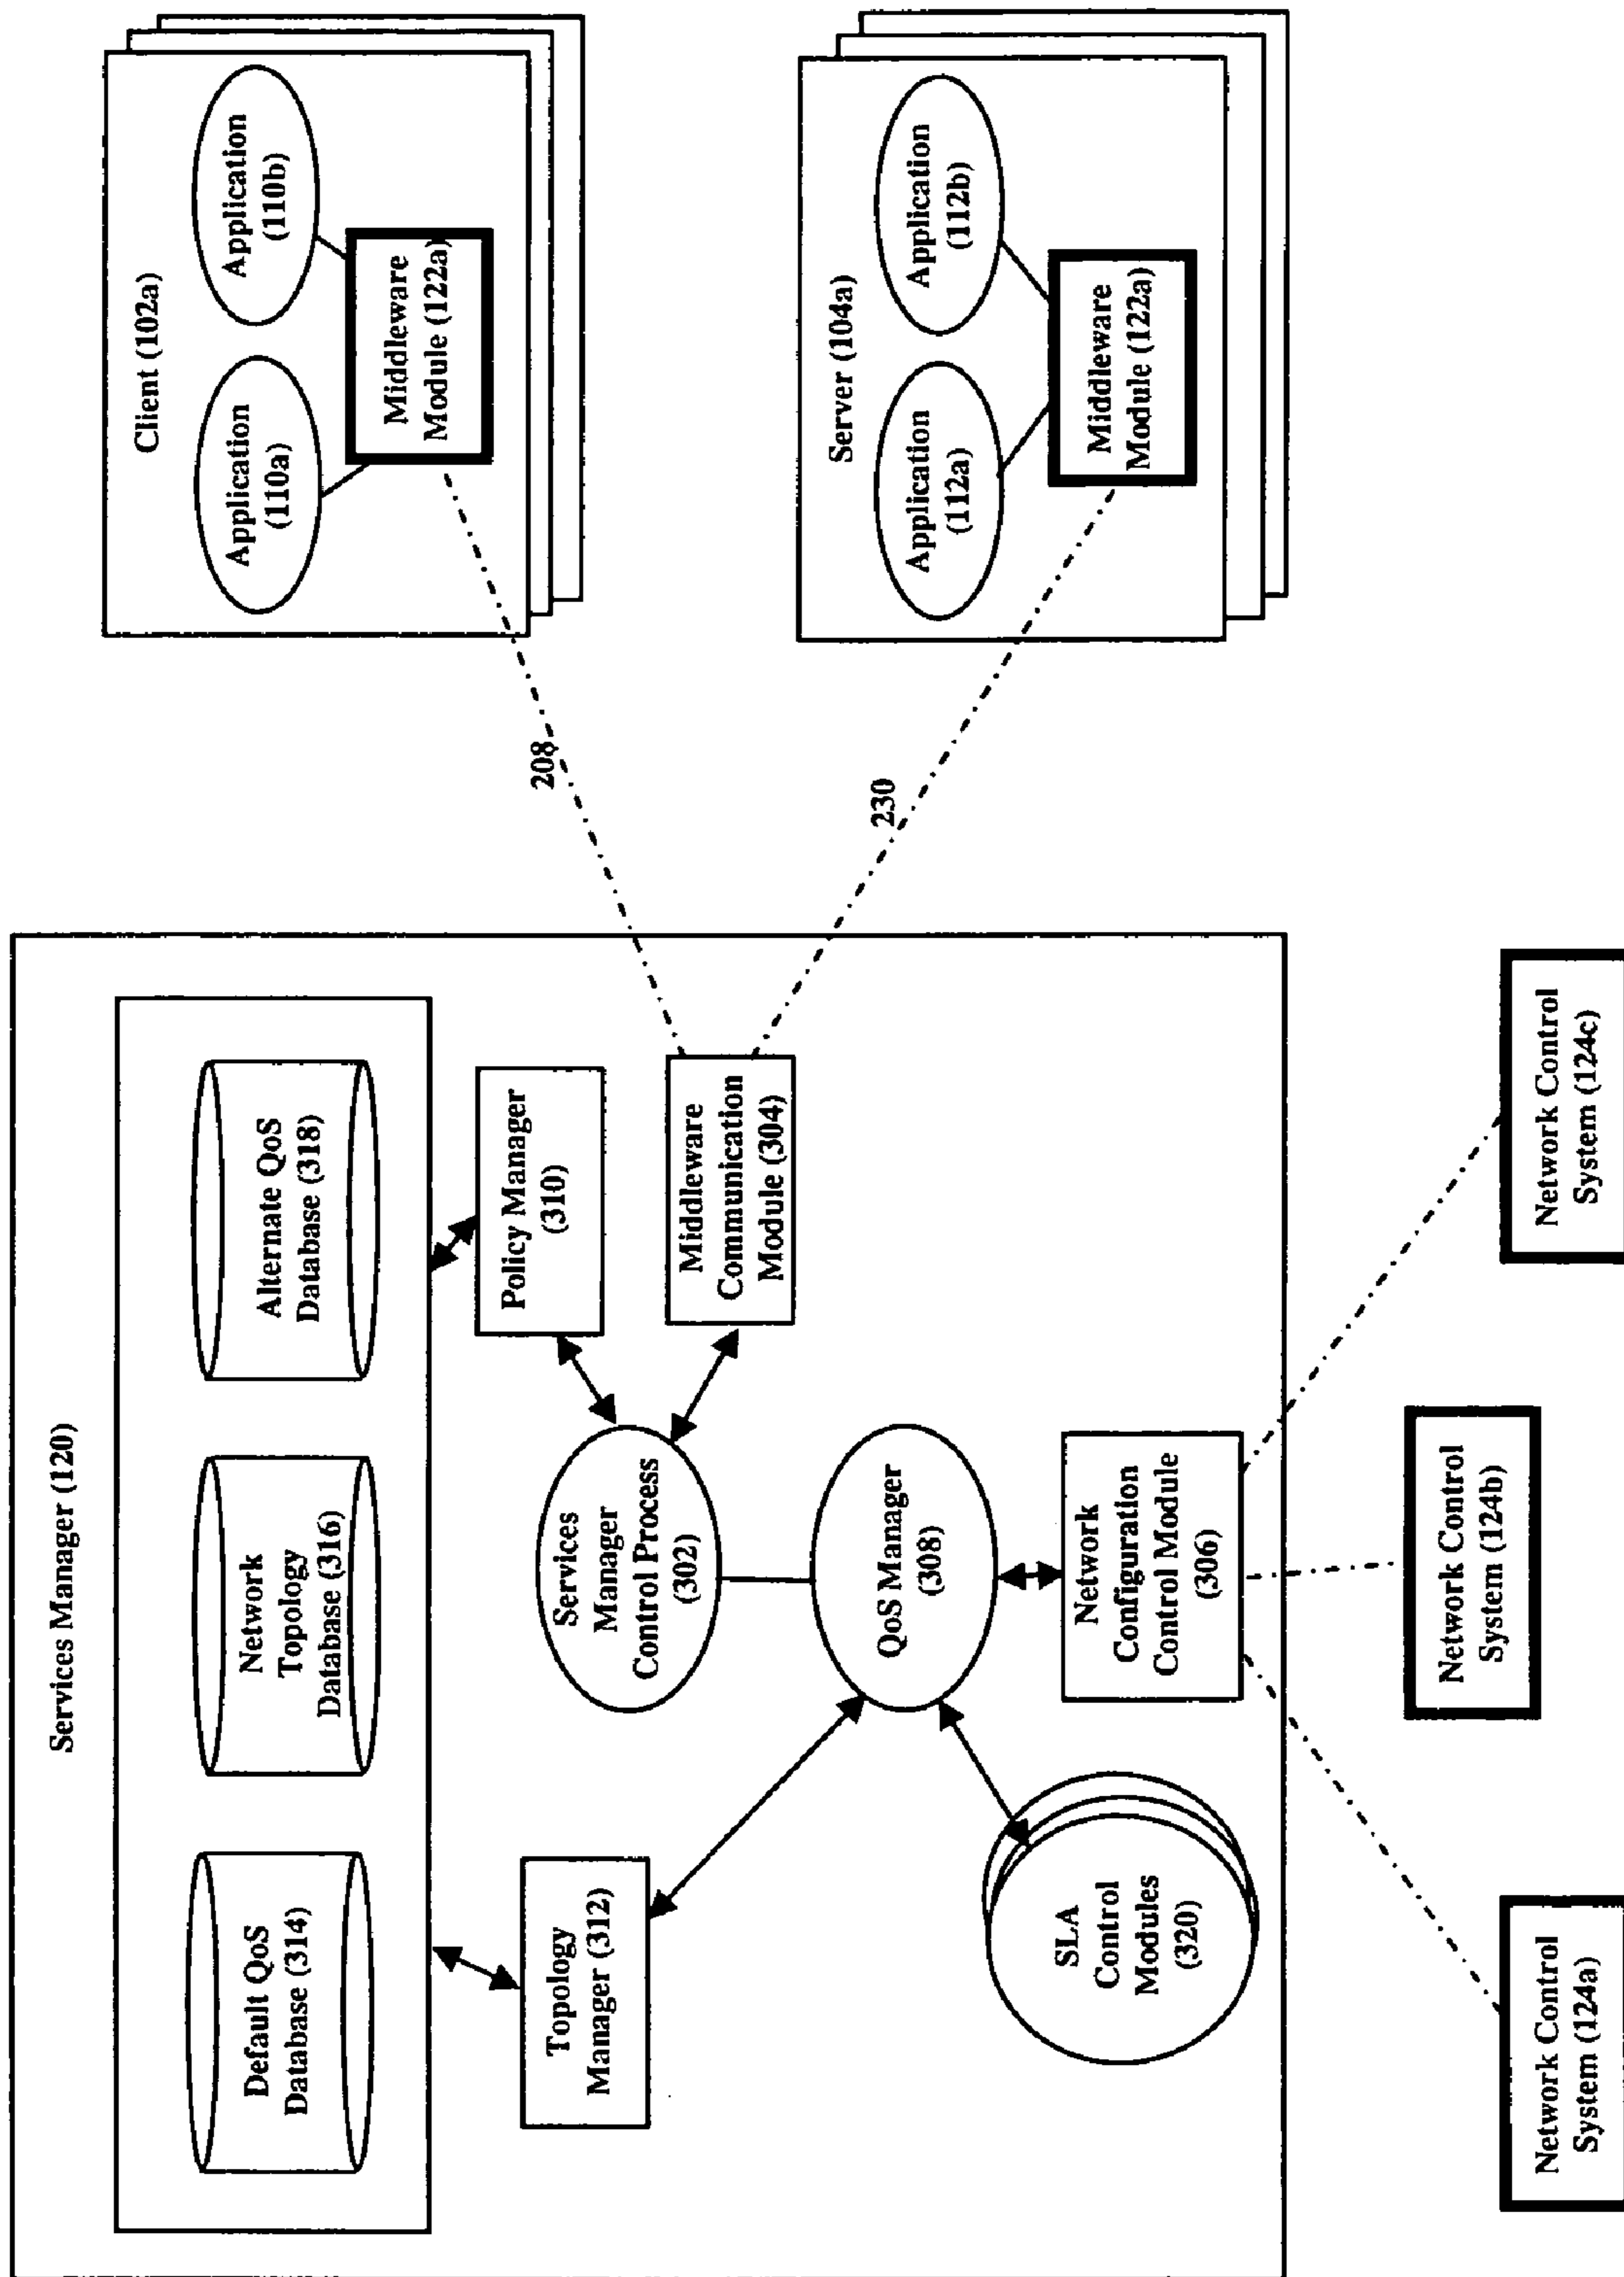 Services Manager (120)
Default QoS
Database (314)
Network
Topology
Database (316)
Alternate QoS
Database (318)
Topology
Manager (312)
Services
Manager
Control Process
(302)
Policy Manager
(310)
Middleware
Communication
Module (304)
QoS Manager
(308)
SLA
Control
Modules
(320)
Network
Configuration
Control Module
(306)
Network Control
System (124a)
Network Control
System (124b)
Network Control
System (124c)
208
230
Client (102a)
Application
(110a)
Application
(110b)
Middleware
Module (122a)
Server (104a)
Application
(112a)
Application
(112b)
Middleware
Module (122a)